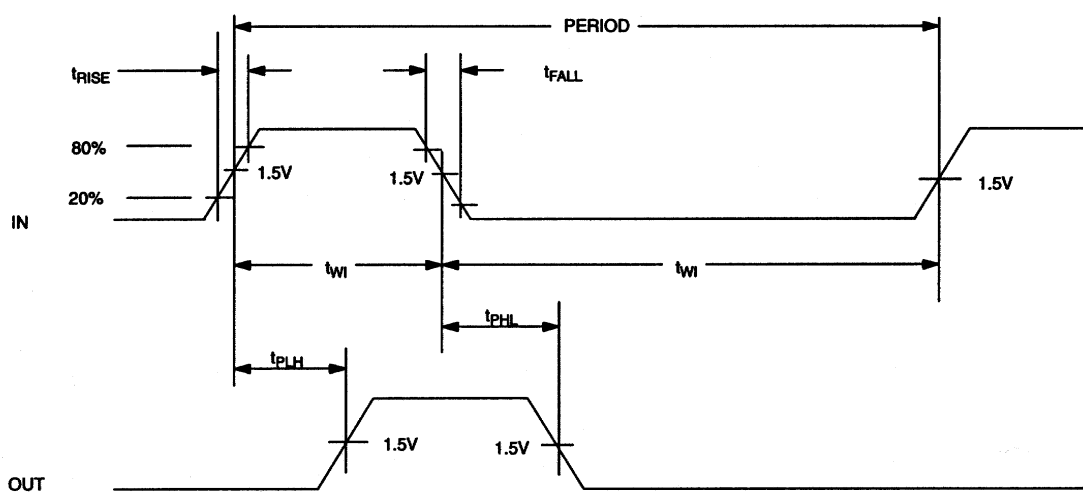 PERIOD
tRISE
tFALL
80%
1.5V
1.5V
20%
1.5V
IN
tWI
tWI
tPHL
tPLH
1.5V
1.5V
OUT